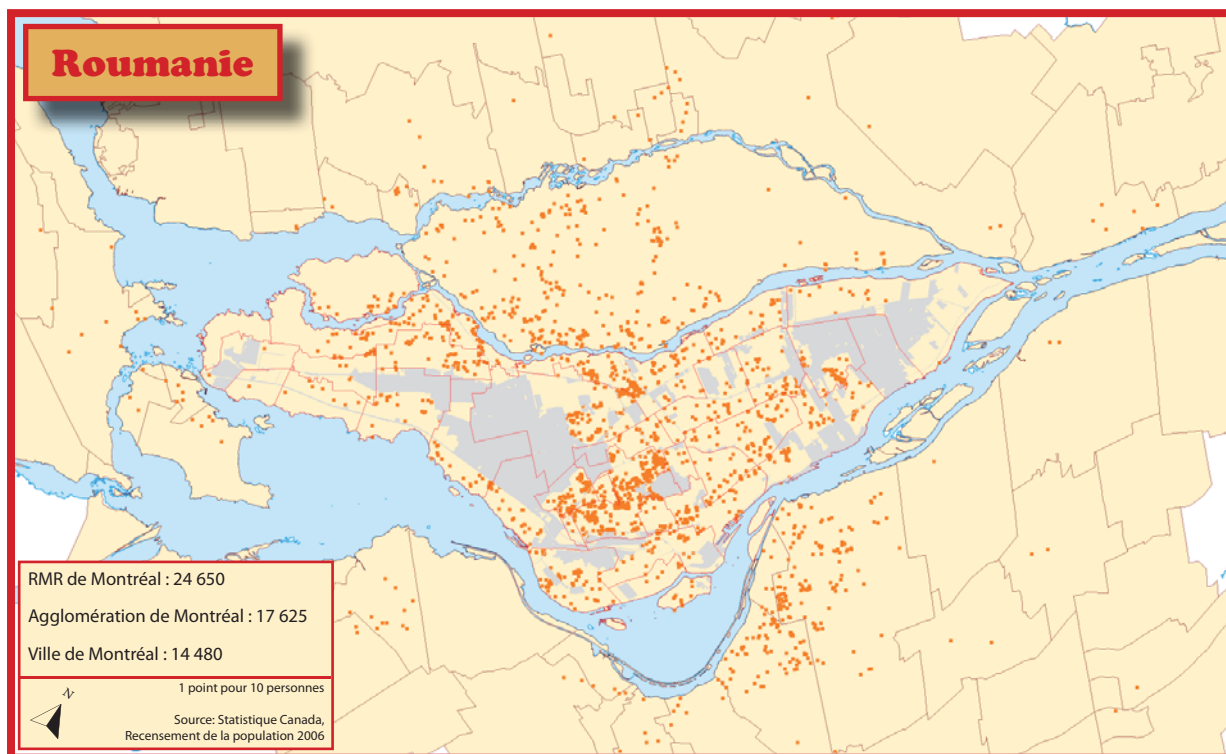 Roumanie
RMR de Montréal : 24 650
Agglomération de Montréal : 17 625
Ville de Montréal : 14 480
N
1 point pour 10 personnes
Source: Statistique Canada,
Recensement de la population 2006